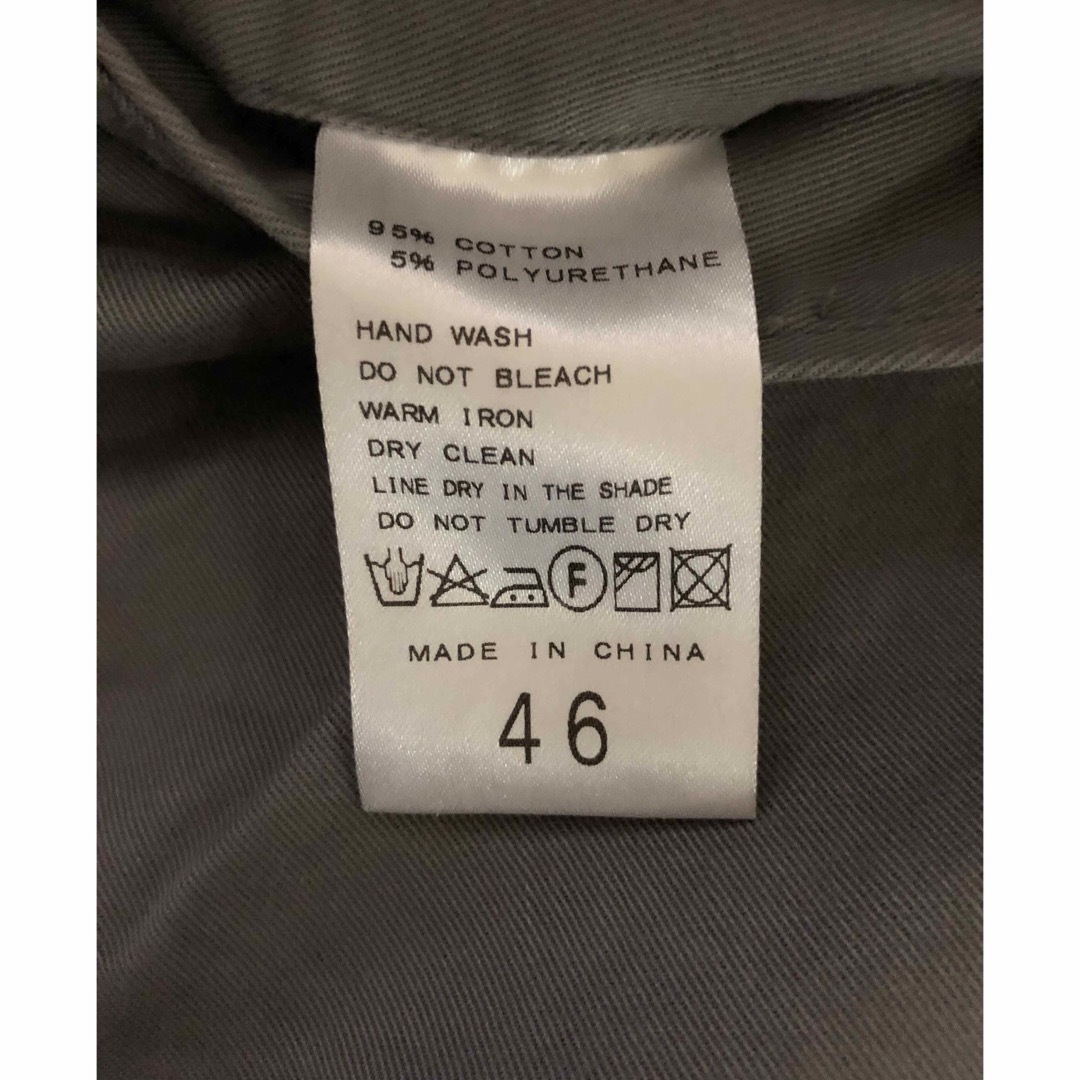 95% COTTON
5% POLYURETHANE
HAND WASH
DO NOT BLEACH
WARM IRON
DRY CLEAN
LINE DRY IN THE SHADE
DO NOT TUMBLE DRY
F
MADE IN CHINA
46